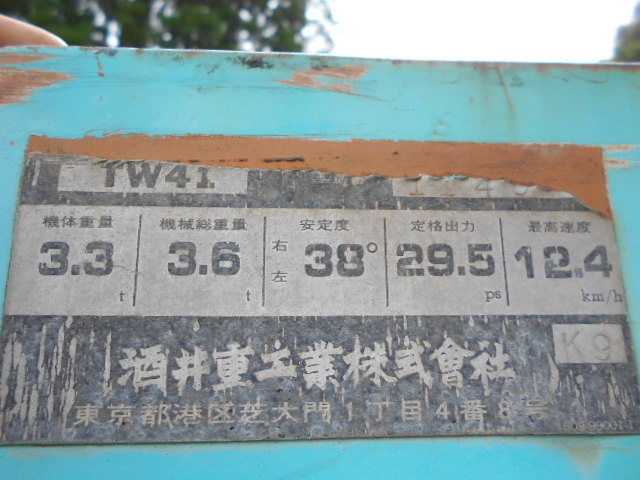 TW41
機体重量 機械総重量 安定度 定格出力 最高速度
3.3 t 3.6 t 右 左 38° 29.5 ps 12.4 km/h
K9
酒井重工業株式會社
東京都港区芝大門1丁目4番8号